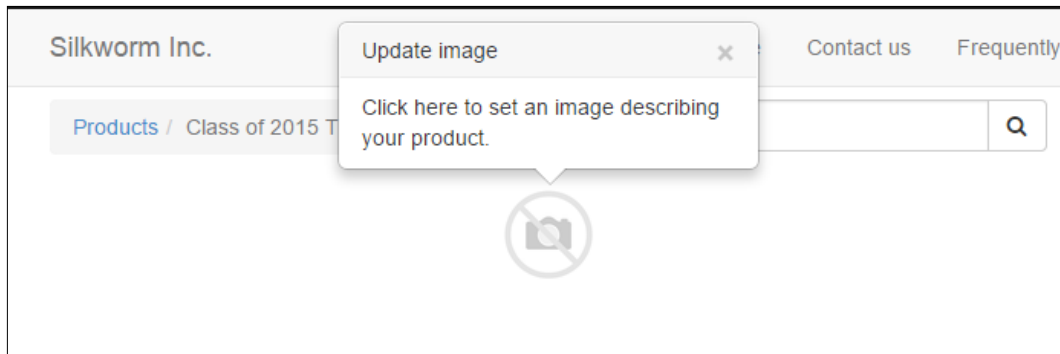 Silkworm Inc.
Update image ×
Contact us Frequently
Click here to set an image describing
your product.
Products / Class of 2015 T